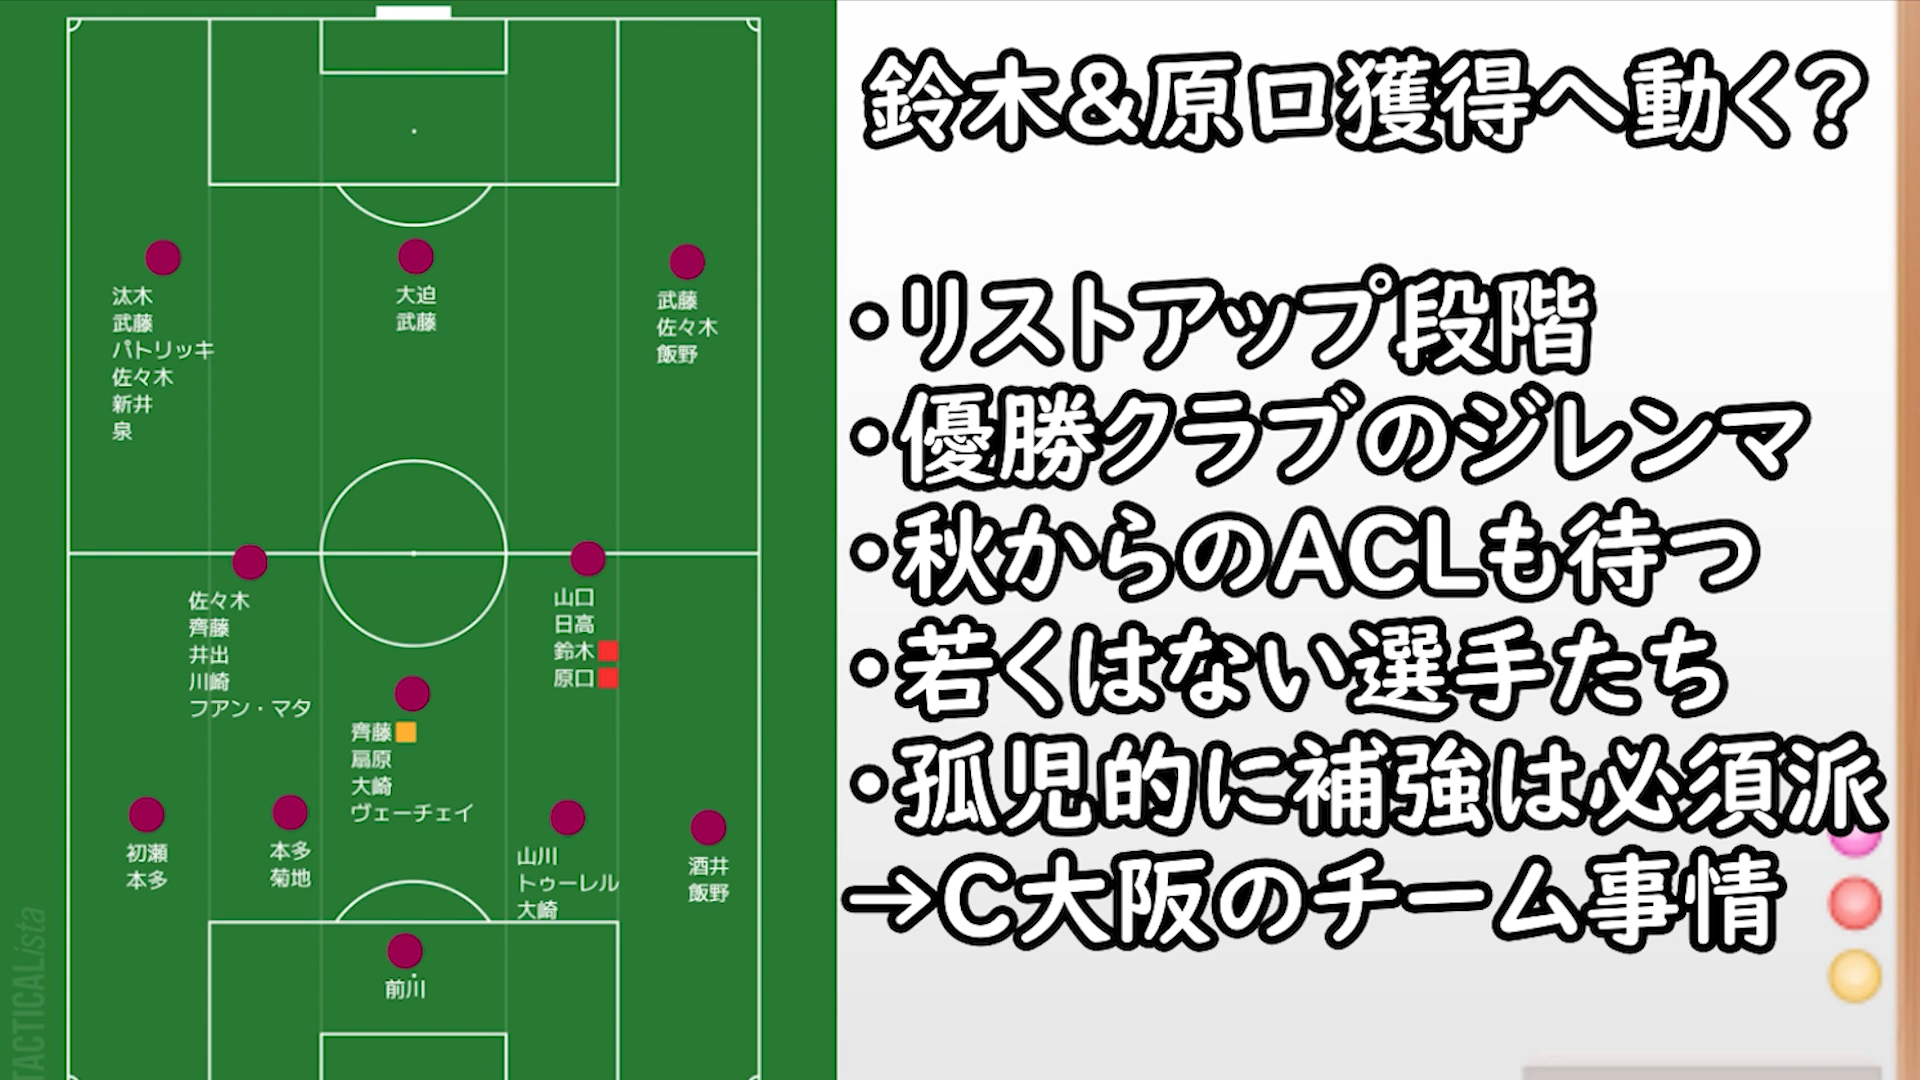 鈴木&原口獲得へ動く?
・リストアップ段階
・優勝クラブのジレンマ
・秋からのACLも待つ
・若くはない選手たち
・孤児的に補強は必須派
→C大阪のチーム事情
汰木
武藤
パトリッキ
佐々木
新井
泉
大迫
武藤
武藤
佐々木
飯野
佐々木
齊藤
井出
川崎
フアン・マタ
山口
日高
鈴木
原口
齊藤
扇原
大崎
ヴェーチェイ
初瀬
本多
本多
菊地
山川
トゥーレル
大崎
酒井
飯野
前川
TACTICALista